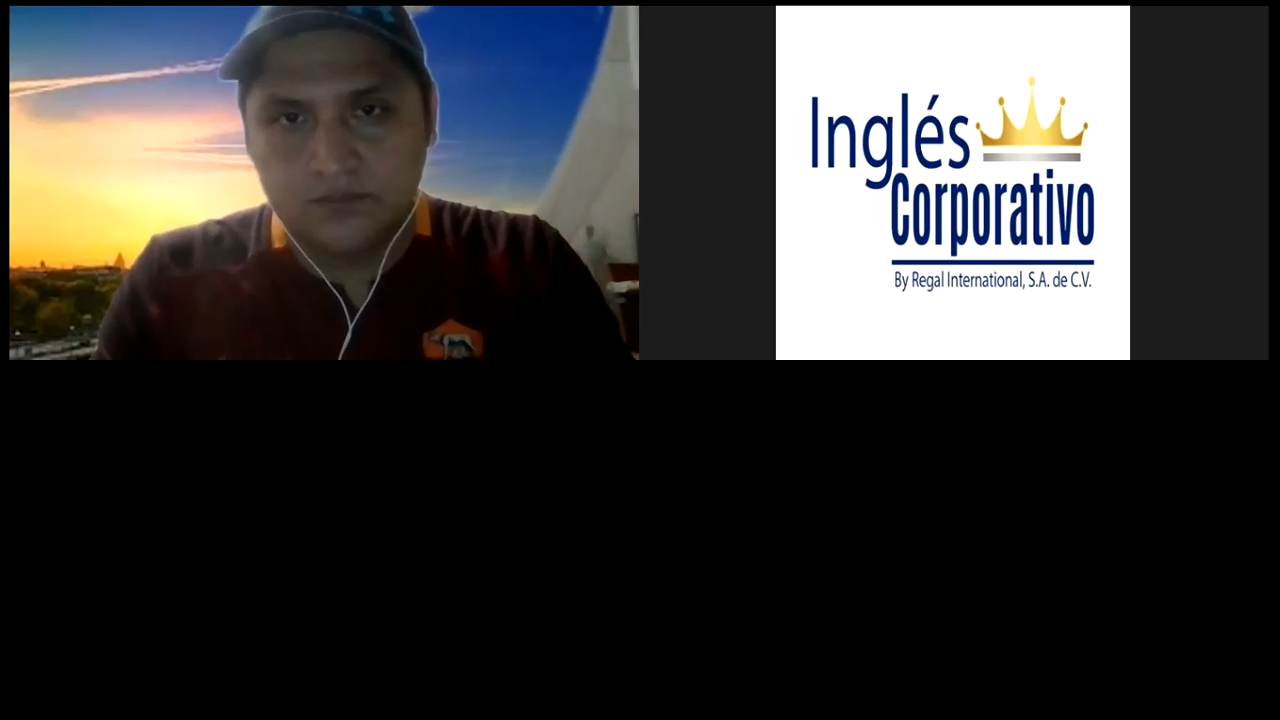 Inglés
Corporativo
By Regal International, S.A. de C.V.